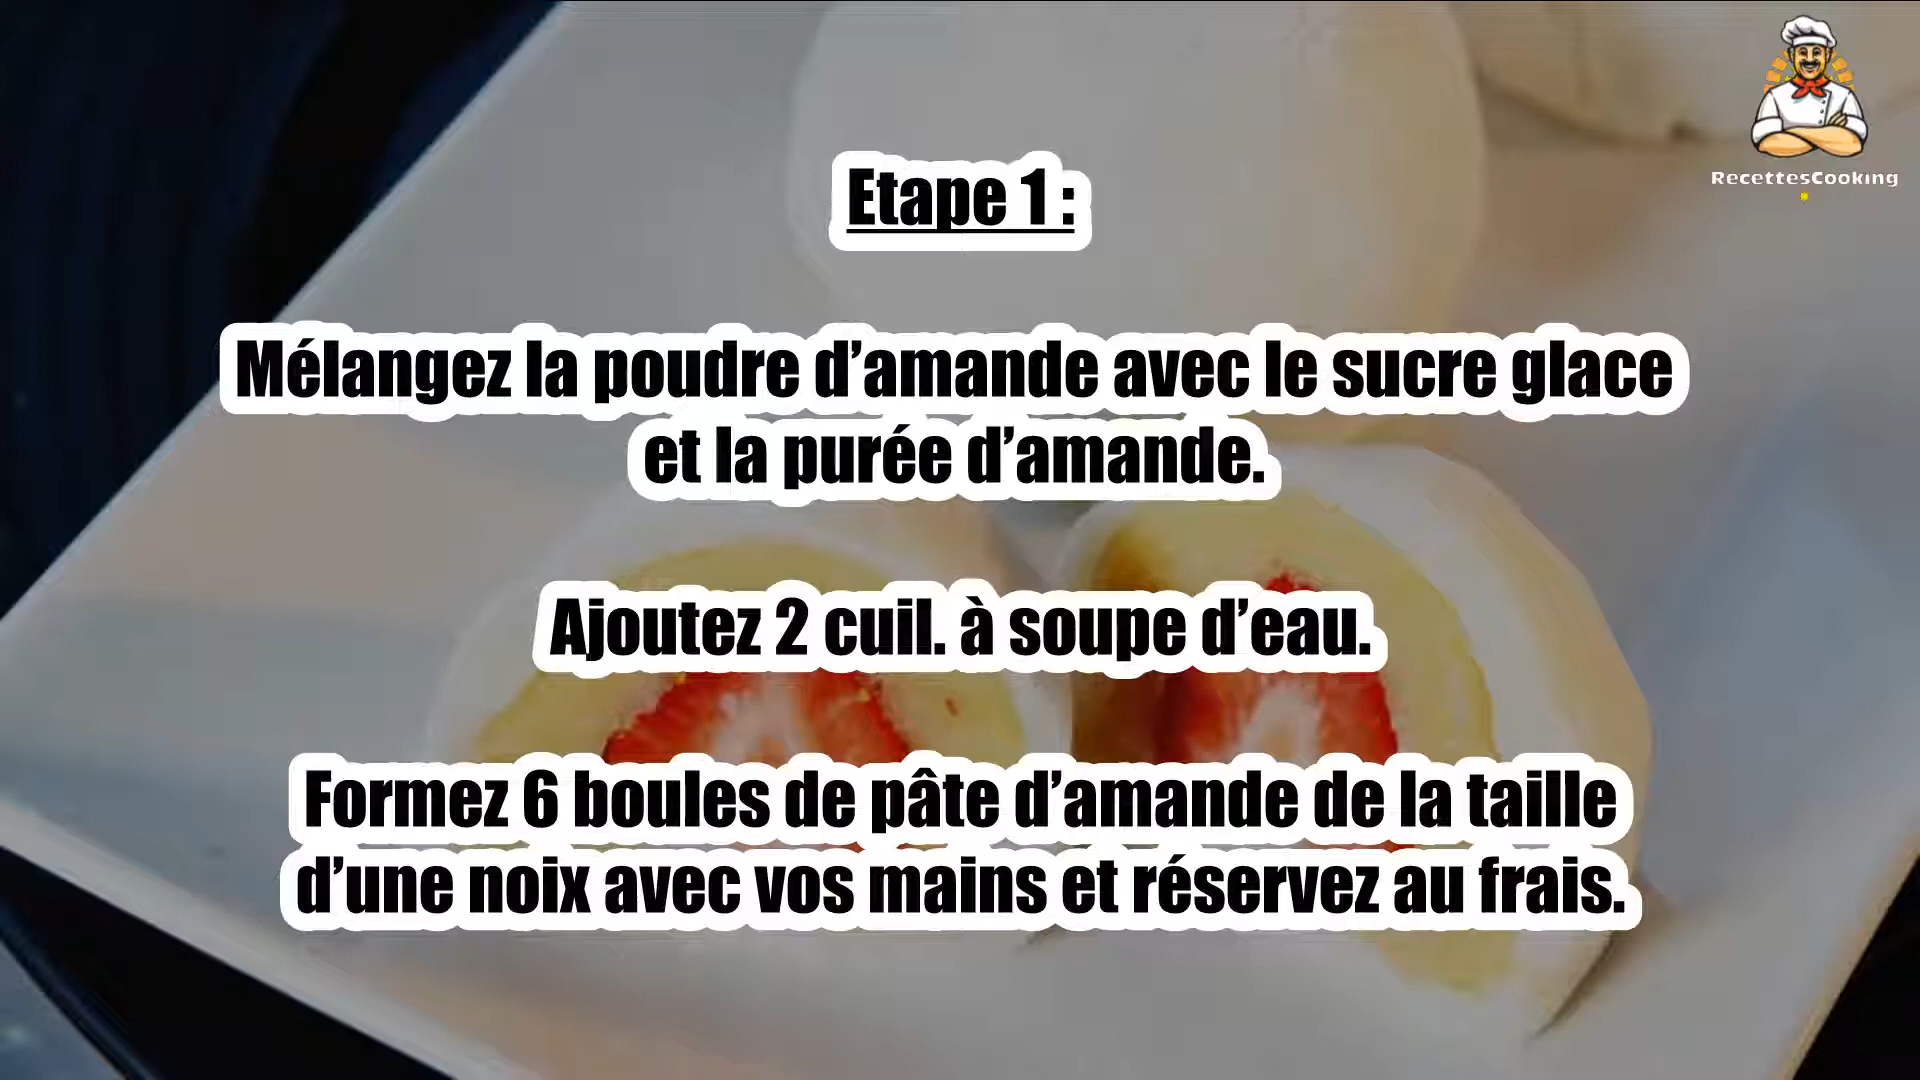 RecettesCooking
Etape 1 :
Mélangez la poudre d’amande avec le sucre glace
et la purée d’amande.
Ajoutez 2 cuil. à soupe d’eau.
Formez 6 boules de pâte d’amande de la taille
d’une noix avec vos mains et réservez au frais.